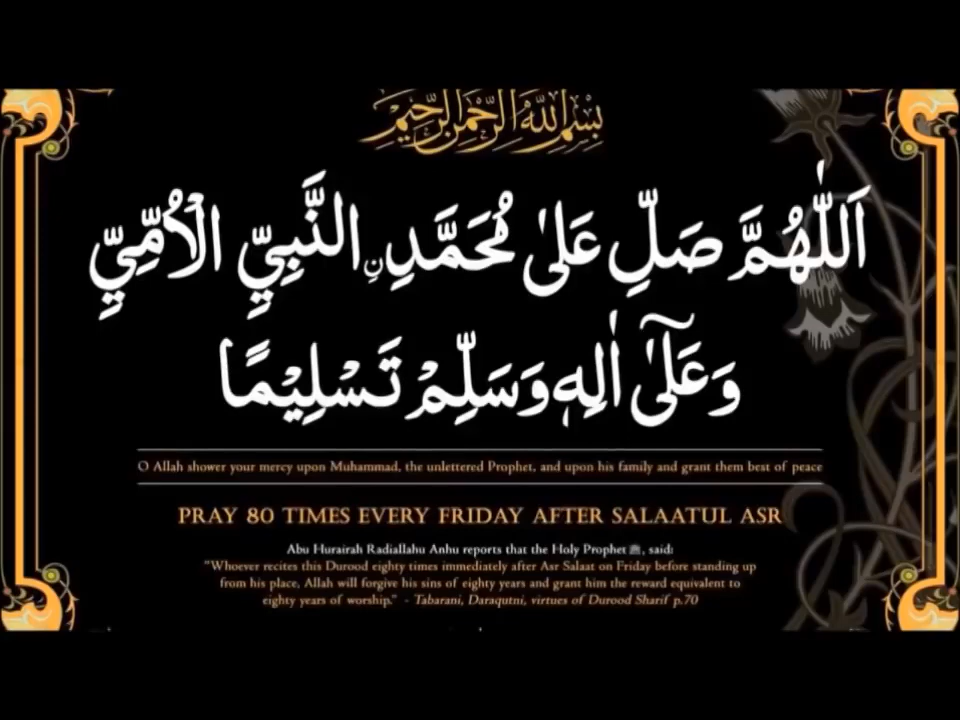 بِسْمِ اللهِ الرَّحْمٰنِ الرَّحِيْمِ
اَللّٰهُمَّ صَلِّ عَلىٰ مُحَمَّدِ نِ النَّبِيِّ الْاُمِّيِّ
وَعَلىٰٓ اٰلِهٖ وَسَلِّمْ تَسْلِيْمًا
O Allah shower your mercy upon Muhammad, the unlettered Prophet, and upon his family and grant them best of peace
PRAY 80 TIMES EVERY FRIDAY AFTER SALAATUL ASR
Abu Hurairah Radiallahu Anhu reports that the Holy Prophet ﷺ, said:
"Whoever recites this Durood eighty times immediately after Asr Salaat on Friday before standing up
from his place, Allah will forgive his sins of eighty years and grant him the reward equivalent to
eighty years of worship." - Tabarani, Daraqutni, virtues of Durood Sharif p.70